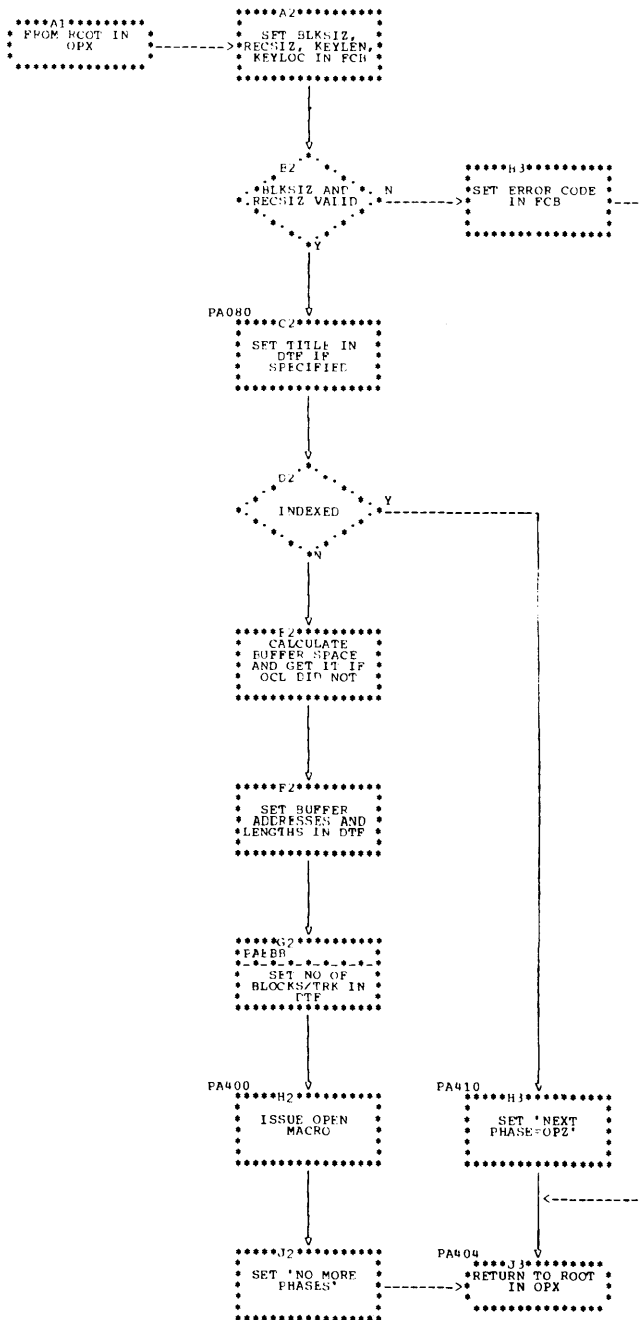 A1
FROM ROOT IN
OPX
A2
SET BLKSIZ,
RECSIZ, KEYLEN,
KEYLOC IN FCB
B2
BLKSIZ AND
RECSIZ VALID
N
Y
B3
SET ERROR CODE
IN FCB
PA080
C2
SET TITLE IN
DTF IF
SPECIFIED
D2
INDEXED
Y
N
E2
CALCULATE
BUFFER SPACE
AND GET IT IF
OCL DID NOT
F2
SET BUFFER
ADDRESSES AND
LENGTHS IN DTF
G2
SET NO OF
BLOCKS/TRK IN
DTF
PA400
H2
ISSUE OPEN
MACRO
PA410
H3
SET 'NEXT
PHASE=OPZ'
J2
SET 'NO MORE
PHASES'
PA404
J3
RETURN TO ROOT
IN OPX